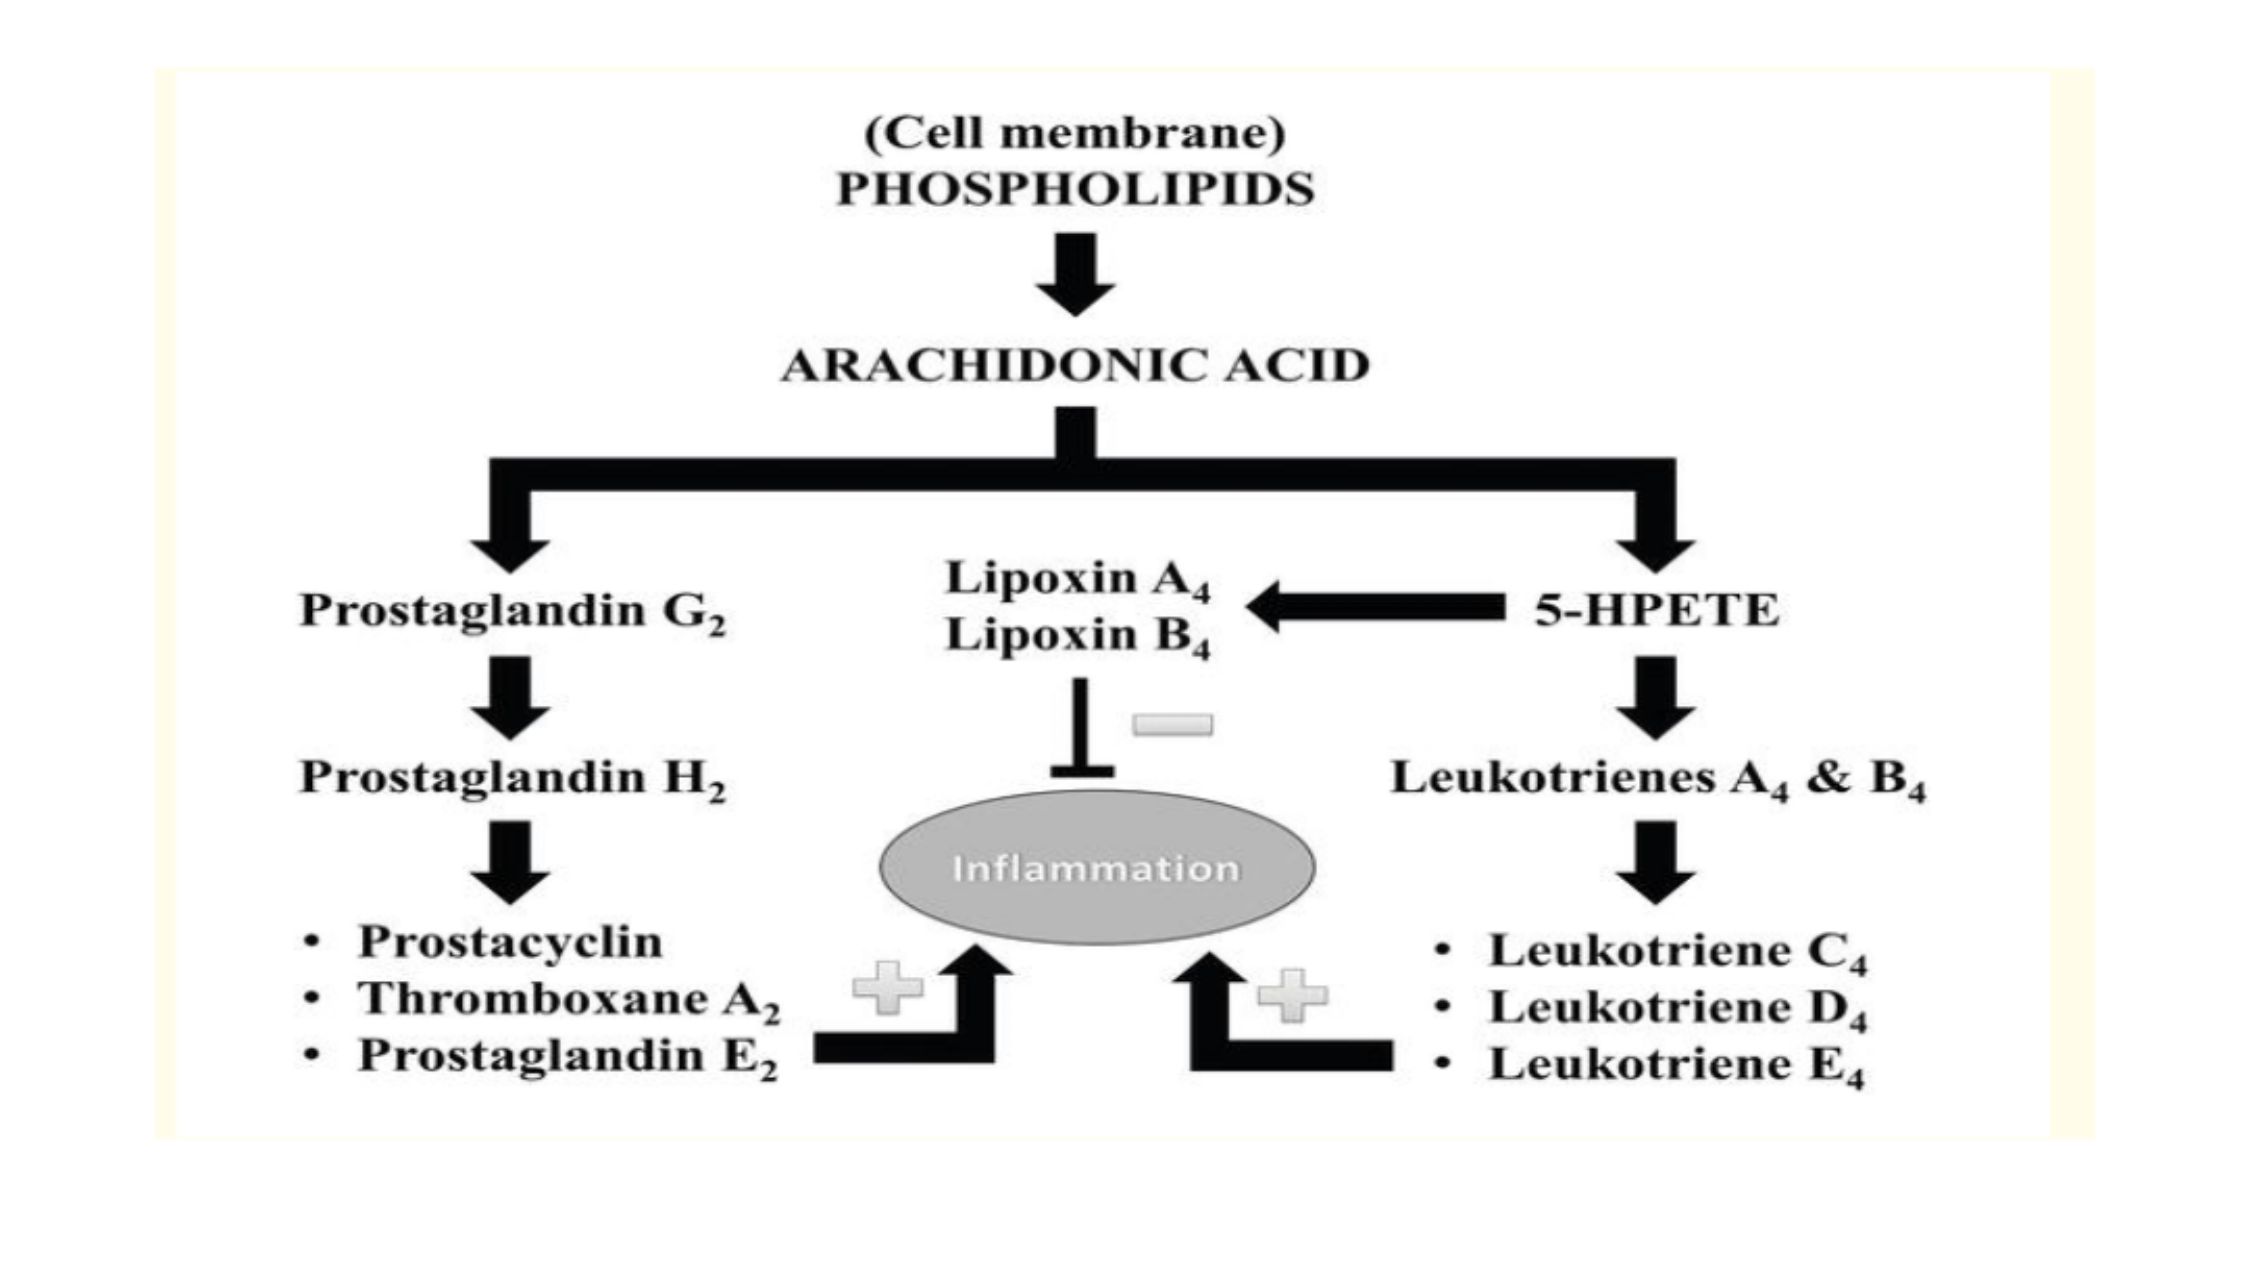 (Cell membrane)
PHOSPHOLIPIDS
ARACHIDONIC ACID
Prostaglandin G₂
Lipoxin A₄
Lipoxin B₄
5-HPETE
Prostaglandin H₂
Leukotrienes A₄ & B₄
Inflammation
• Prostacyclin
• Thromboxane A₂
• Prostaglandin E₂
• Leukotriene C₄
• Leukotriene D₄
• Leukotriene E₄